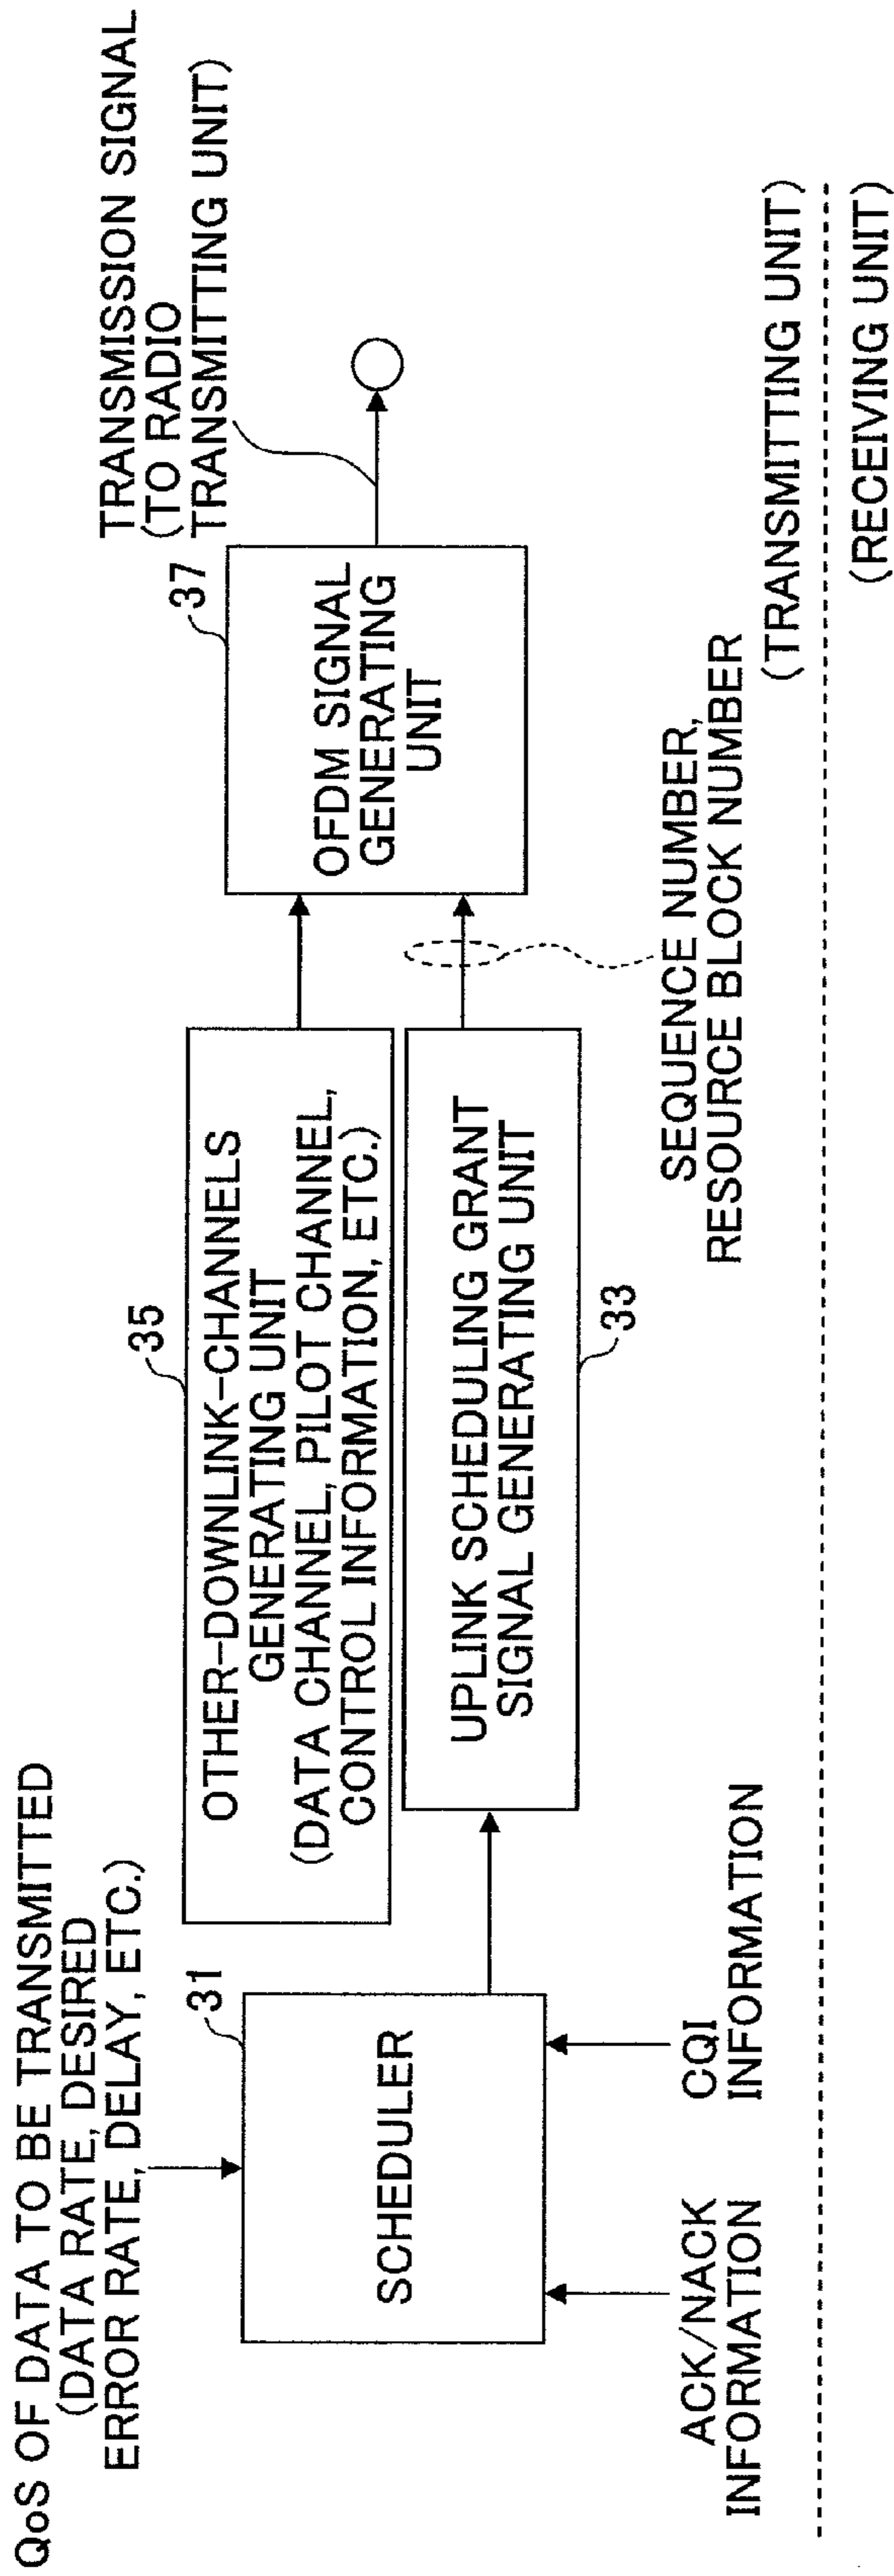 QoS OF DATA TO BE TRANSMITTED
(DATA RATE, DESIRED
ERROR RATE, DELAY, ETC.)
31
SCHEDULER
ACK/NACK
INFORMATION
CQI
INFORMATION
35
OTHER-DOWNLINK-CHANNELS
GENERATING UNIT
(DATA CHANNEL, PILOT CHANNEL,
CONTROL INFORMATION, ETC.)
UPLINK SCHEDULING GRANT
SIGNAL GENERATING UNIT
33
SEQUENCE NUMBER,
RESOURCE BLOCK NUMBER
37
OFDM SIGNAL
GENERATING
UNIT
TRANSMISSION SIGNAL
(TO RADIO
TRANSMITTING UNIT)
(TRANSMITTING UNIT)
(RECEIVING UNIT)